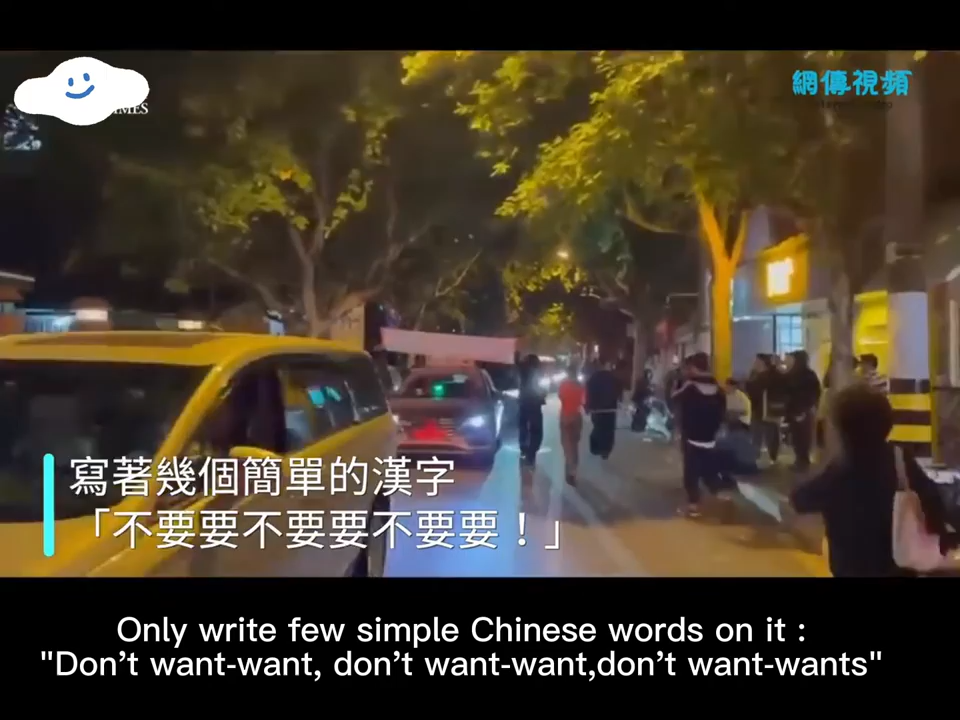 IMES
網傳視頻
寫著幾個簡單的漢字
「不要要不要要不要要！」
Only write few simple Chinese words on it :
"Don't want-want, don't want-want,don't want-wants"